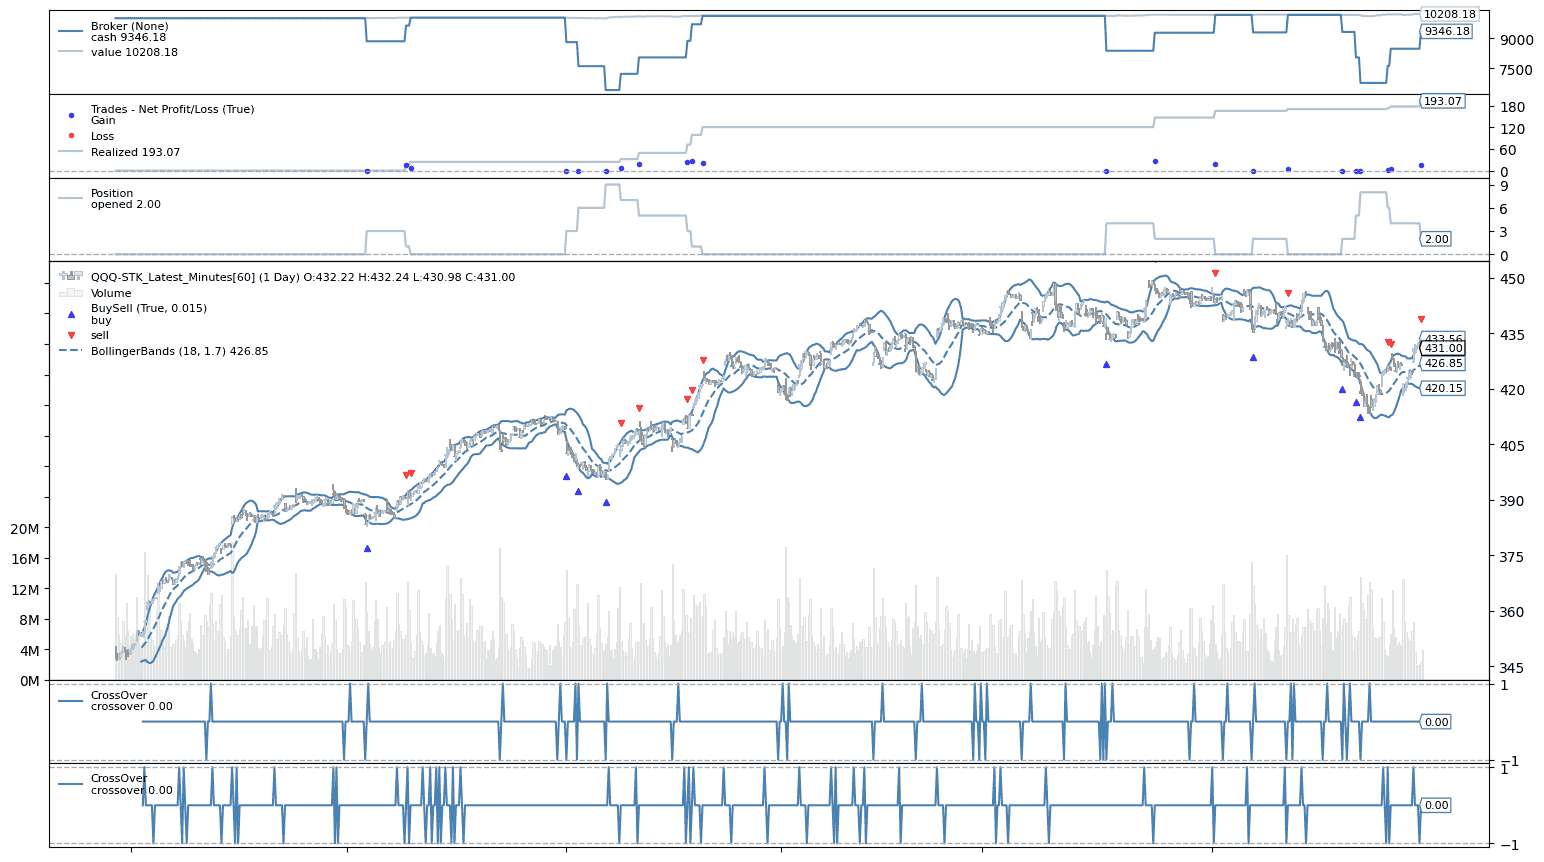 Broker (None)
cash 9346.18
value 10208.18
10208.18
9346.18
9000
7500
Trades - Net Profit/Loss (True)
Gain
Loss
Realized 193.07
193.07
180
120
60
0
Position
opened 2.00
9
6
3
2.00
0
QQQ-STK_Latest_Minutes[60] (1 Day) O:432.22 H:432.24 L:430.98 C:431.00
Volume
BuySell (True, 0.015)
buy
sell
BollingerBands (18, 1.7) 426.85
450
435
433.56
431.00
426.85
420
420.15
405
390
375
360
345
20M
16M
12M
8M
4M
0M
CrossOver
crossover 0.00
1
0.00
−1
CrossOver
crossover 0.00
1
0.00
−1